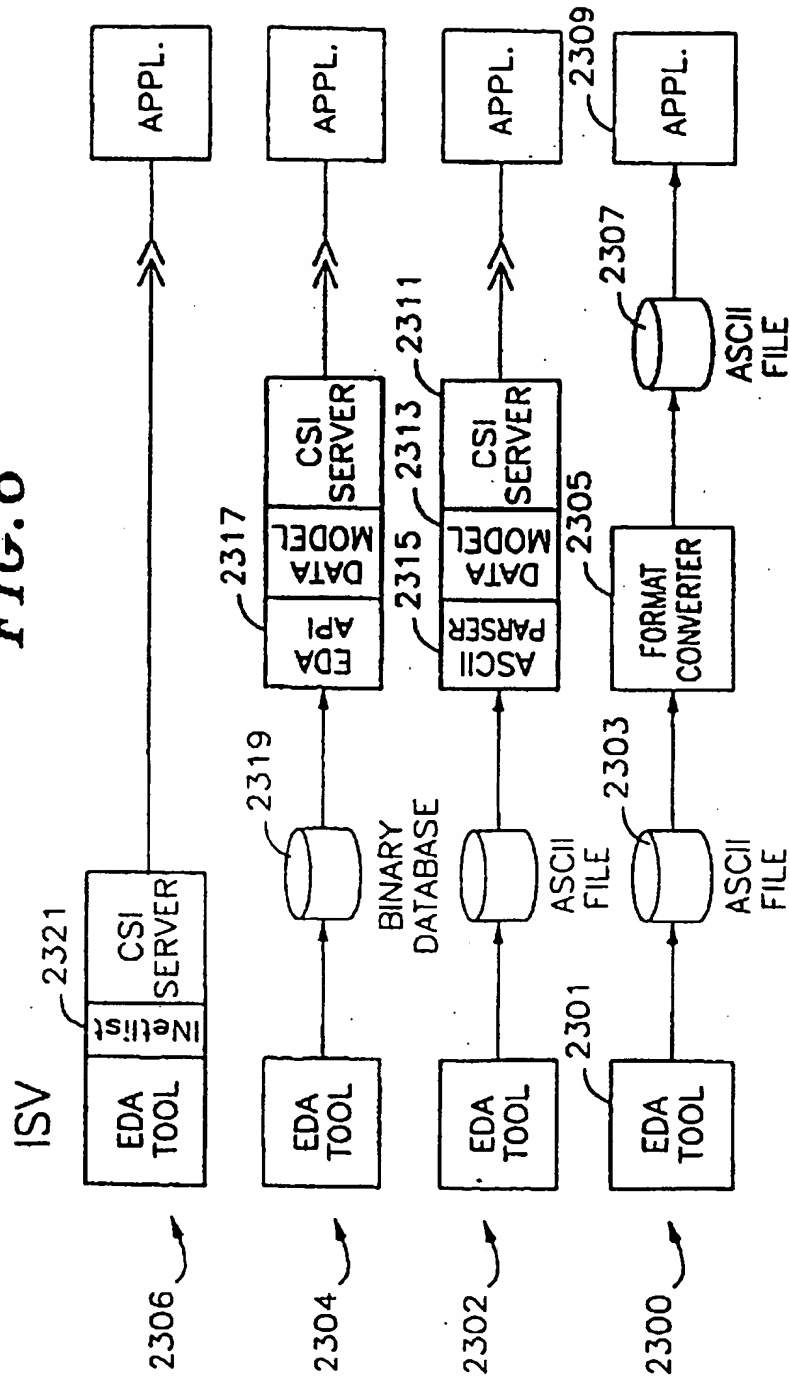 FIG.
ISV
2306
EDA
TOOL
INetlist
2321
CSI
SERVER
APPL.
2304
EDA
TOOL
2319
BINARY
DATABASE
EDA
API
2317
DATA
MODEL
CSI
SERVER
APPL.
2302
EDA
TOOL
ASCII
FILE
ASCII
PARSER
2315
DATA
MODEL
2313
CSI
SERVER
2311
APPL.
2300
EDA
TOOL
2301
2303
ASCII
FILE
FORMAT
CONVERTER
2305
2307
ASCII
FILE
APPL.
2309